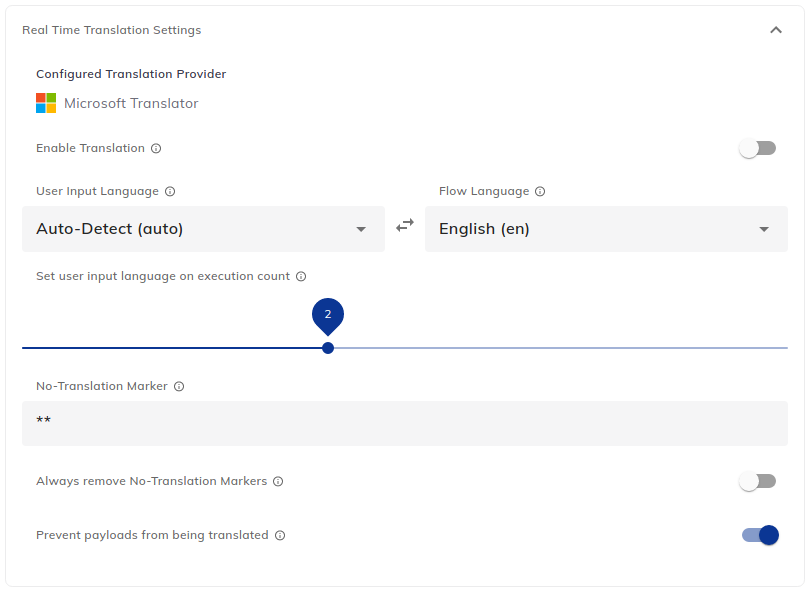 Real Time Translation Settings
Configured Translation Provider
Microsoft Translator
Enable Translation
User Input Language
Flow Language
Auto-Detect (auto)
English (en)
Set user input language on execution count
2
No-Translation Marker
**
Always remove No-Translation Markers
Prevent payloads from being translated